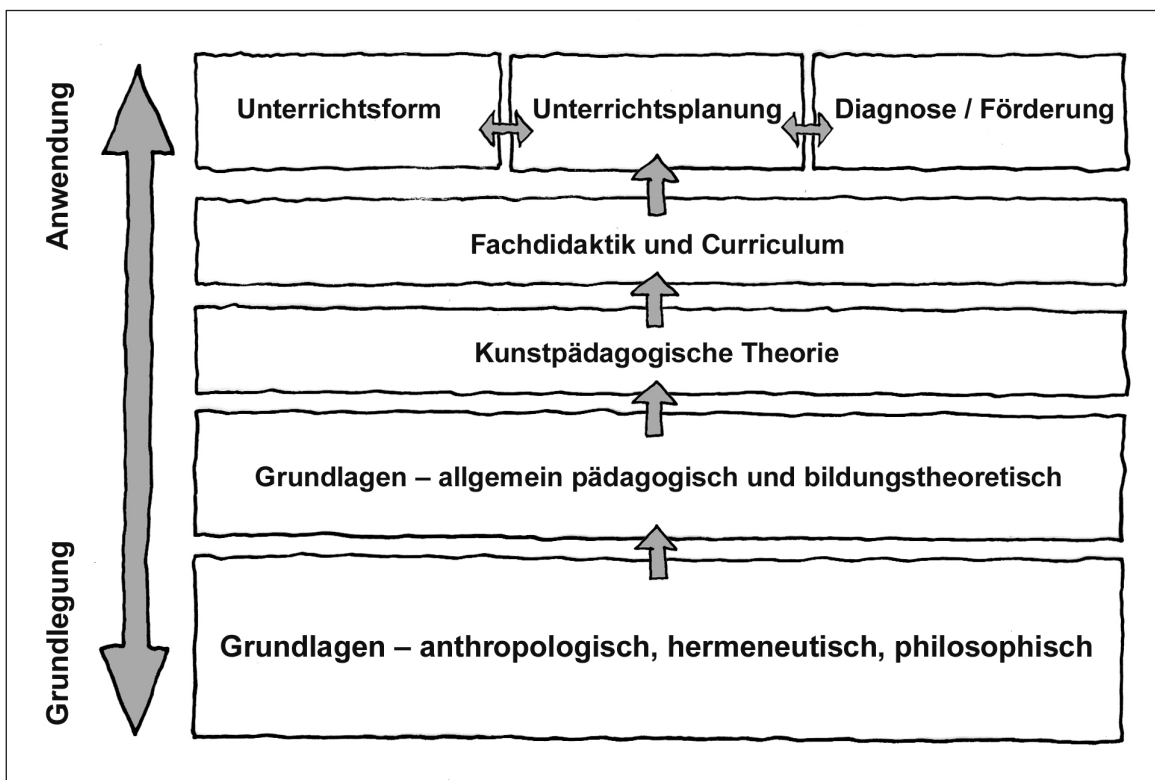 Anwendung
Unterrichtsform
Unterrichtsplanung
Diagnose / Förderung
Fachdidaktik und Curriculum
Kunstpädagogische Theorie
Grundlagen – allgemein pädagogisch und bildungstheoretisch
Grundlegung
Grundlagen – anthropologisch, hermeneutisch, philosophisch